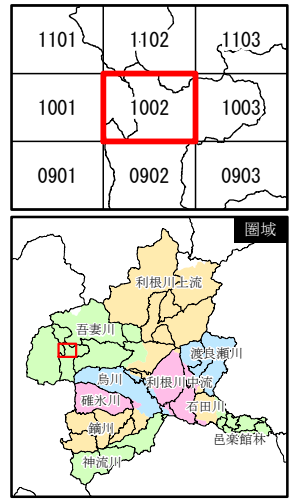 1101 1102 1103
1001 1002 1003
0901 0902 0903
圏域
利根川上流
吾妻川
渡良瀬川
烏川 利根川中流
碓氷川
石田川
鏑川
邑楽館林
神流川